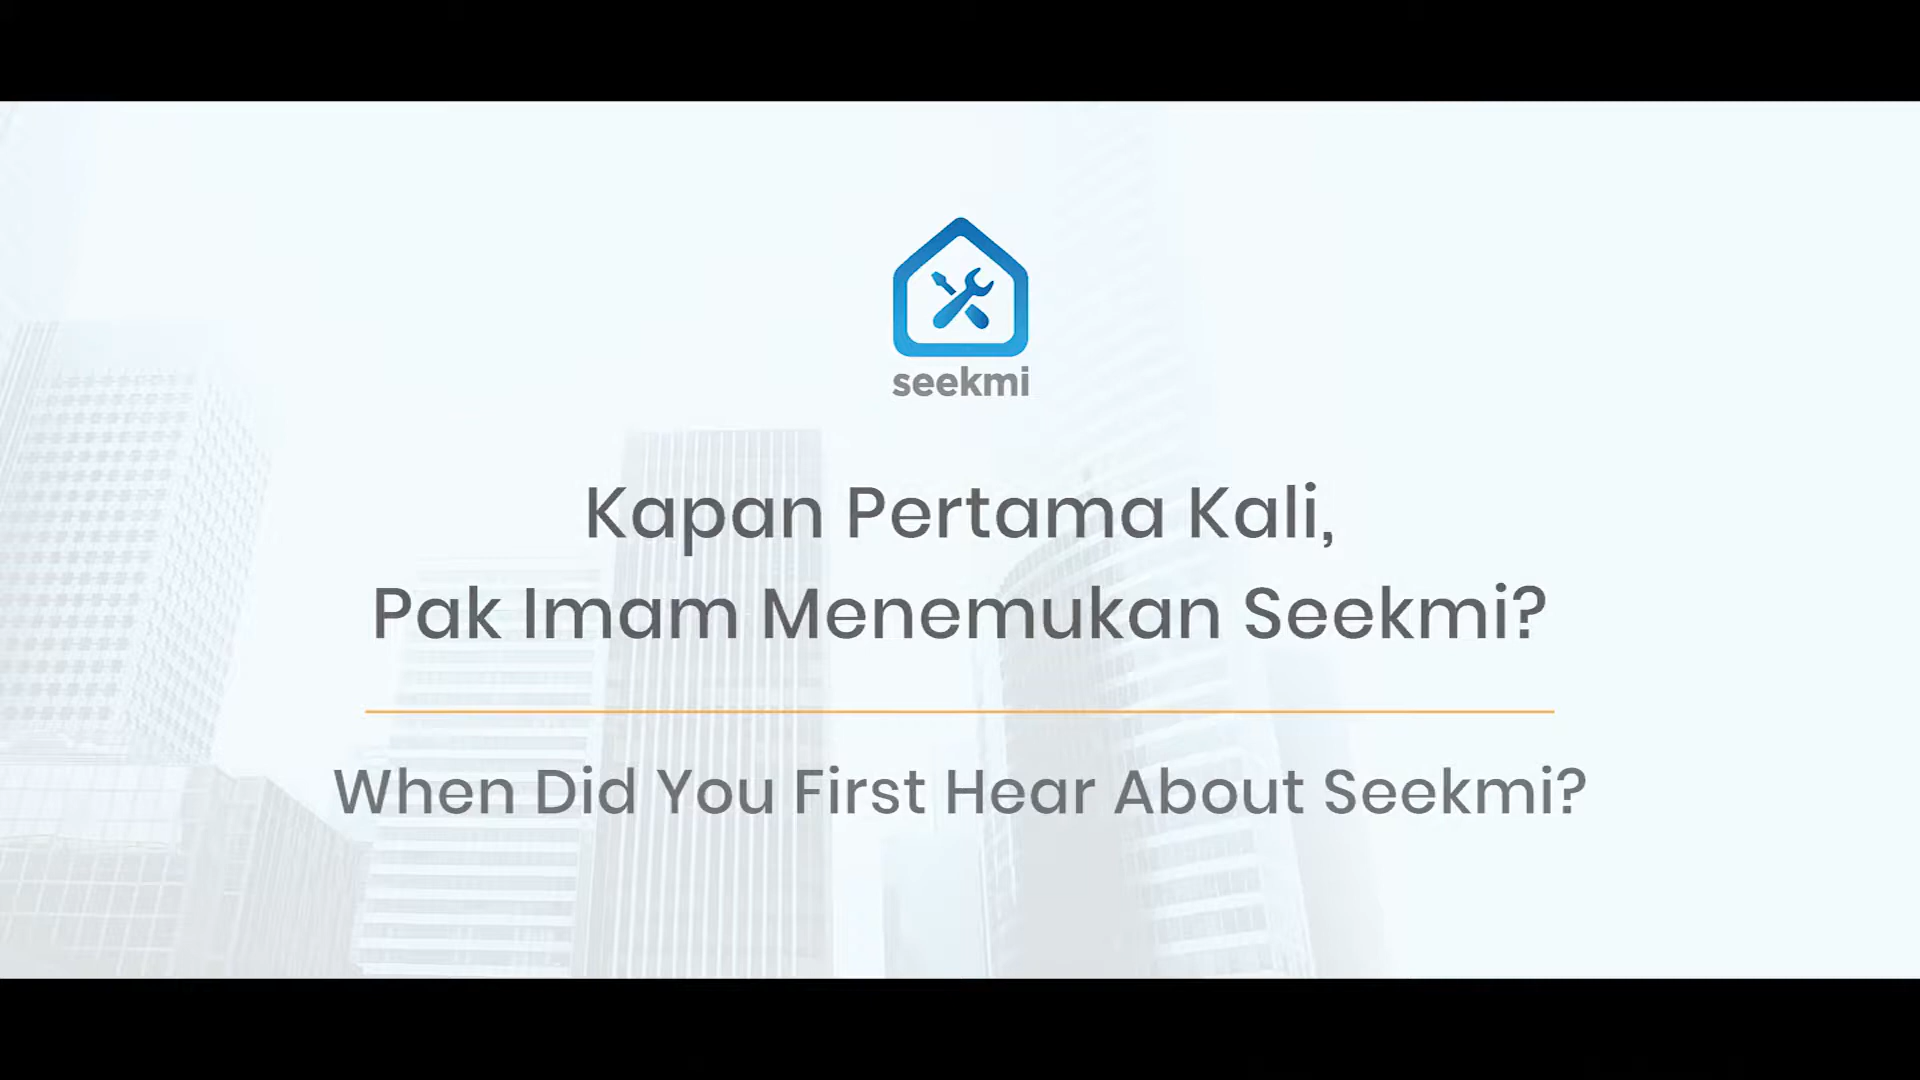 seekmi
Kapan Pertama Kali,
Pak Imam Menemukan Seekmi?
When Did You First Hear About Seekmi?